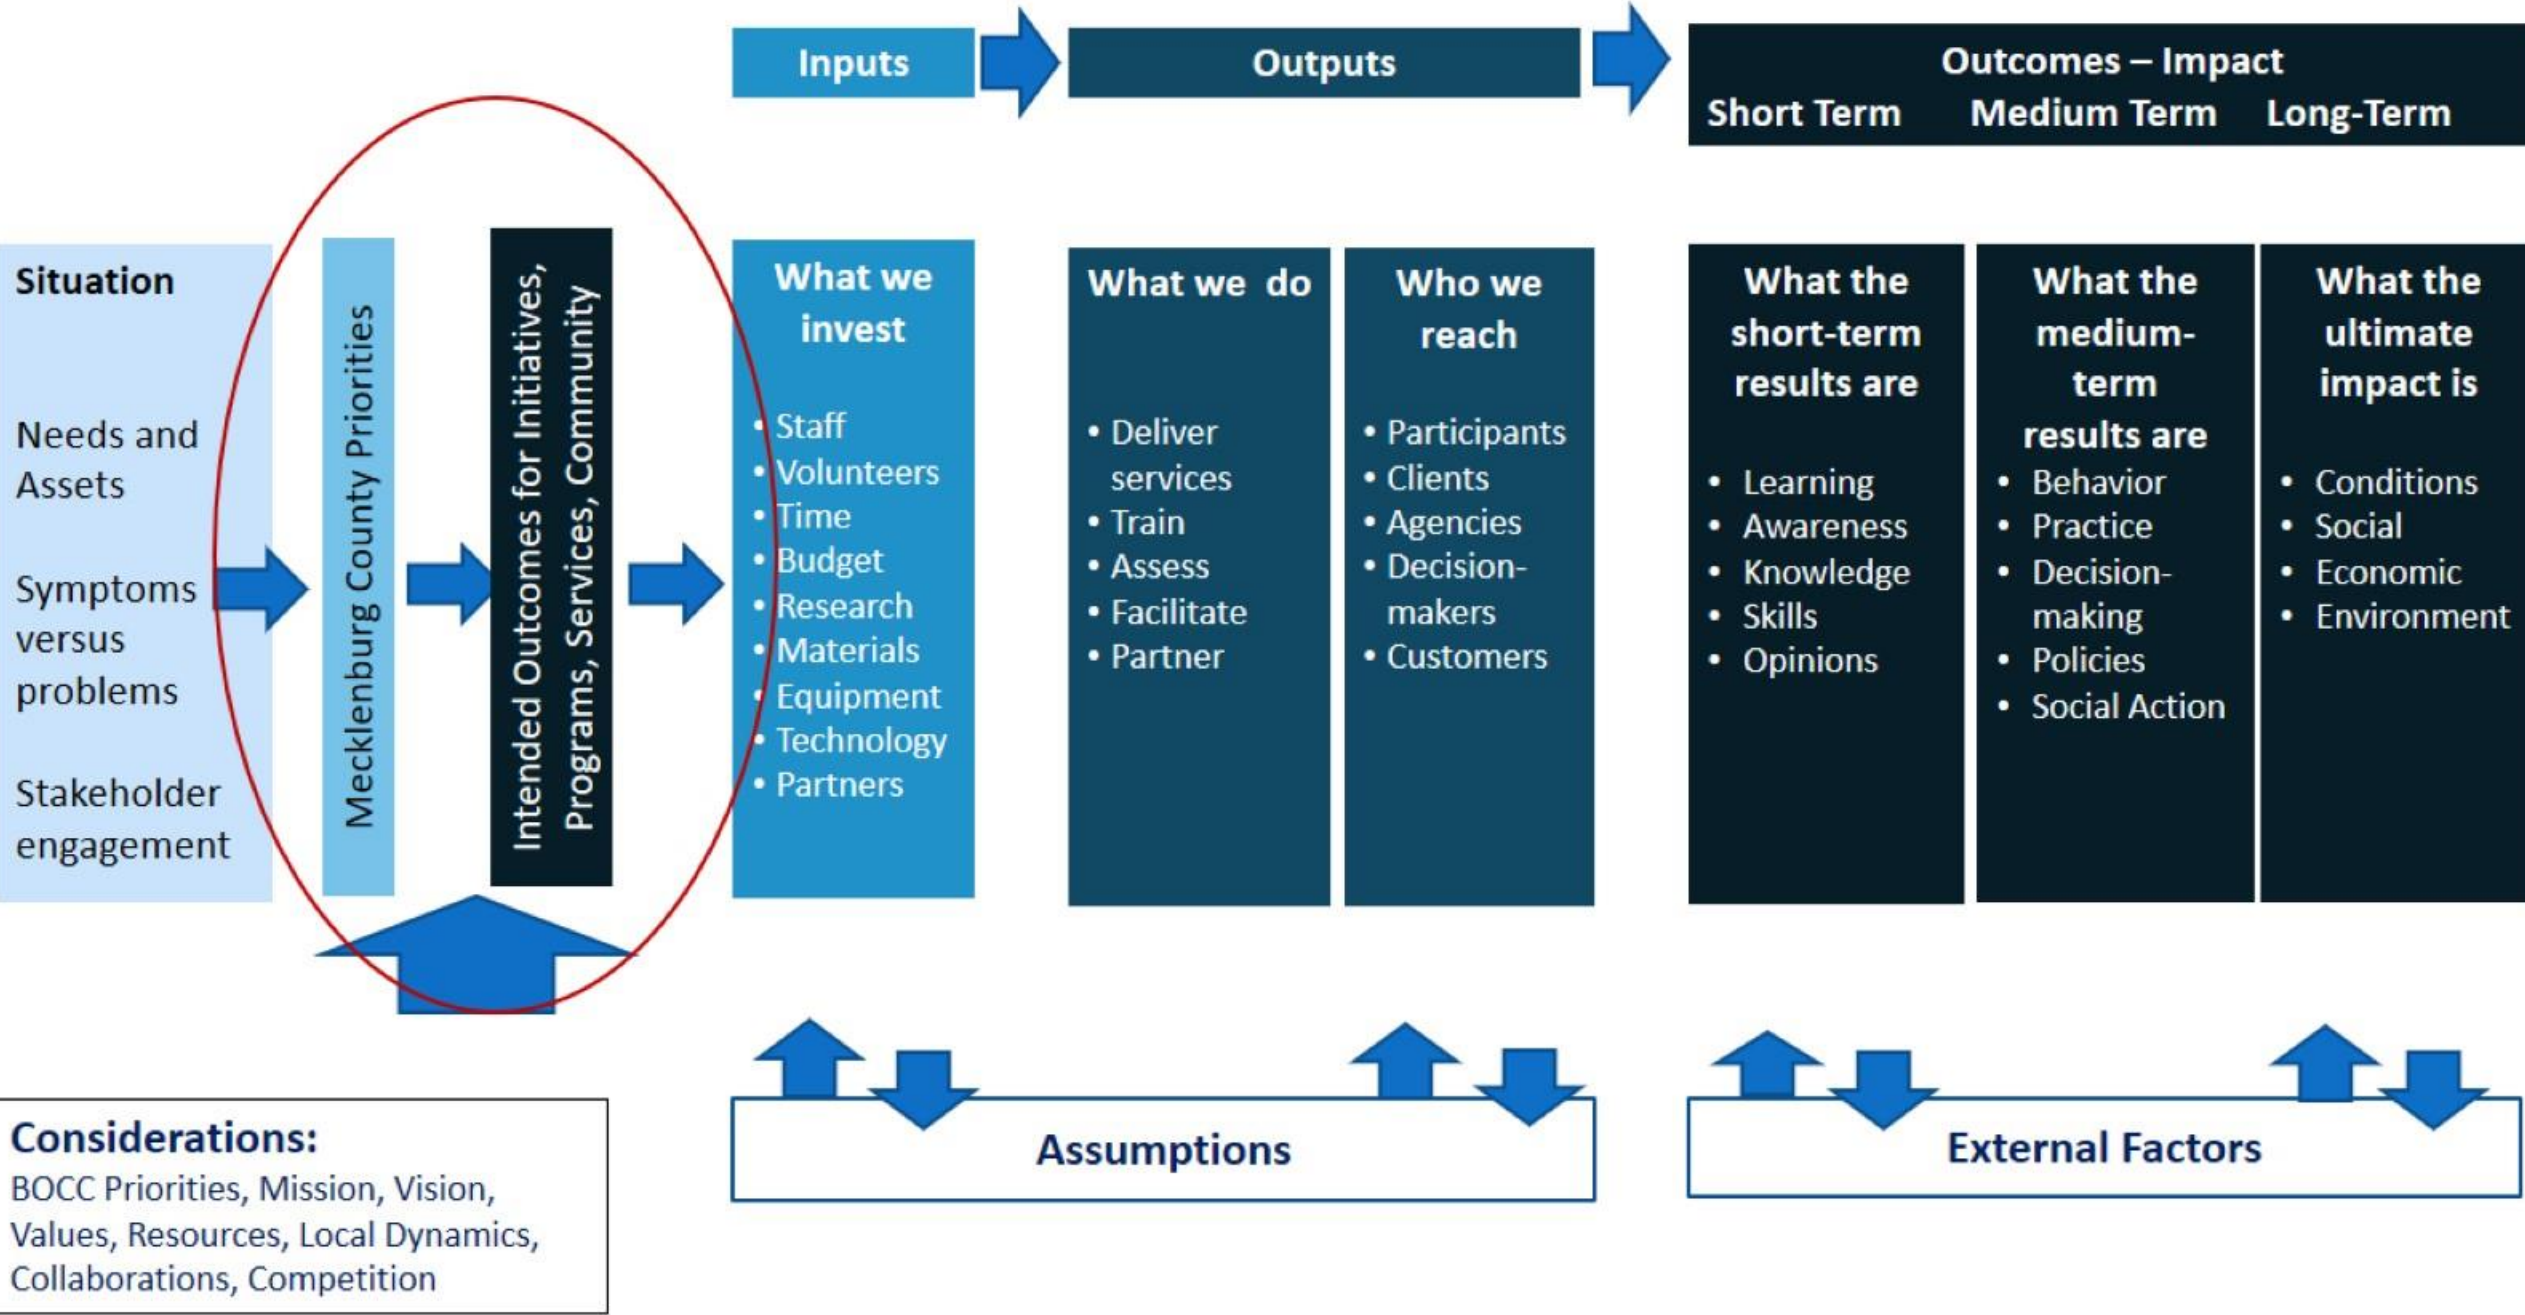 Inputs
Outputs
Outcomes – Impact
Short Term Medium Term Long-Term
Situation
Needs and
Assets
Symptoms
versus
problems
Stakeholder
engagement
Mecklenburg County Priorities
Intended Outcomes for Initiatives,
Programs, Services, Community
What we
invest
• Staff
• Volunteers
• Time
• Budget
• Research
• Materials
• Equipment
• Technology
• Partners
What we do
• Deliver
services
• Train
• Assess
• Facilitate
• Partner
Who we
reach
• Participants
• Clients
• Agencies
• Decision-
makers
• Customers
What the
short-term
results are
• Learning
• Awareness
• Knowledge
• Skills
• Opinions
What the
medium-
term
results are
• Behavior
• Practice
• Decision-
making
• Policies
• Social Action
What the
ultimate
impact is
• Conditions
• Social
• Economic
• Environment
Considerations:
BOCC Priorities, Mission, Vision,
Values, Resources, Local Dynamics,
Collaborations, Competition
Assumptions
External Factors